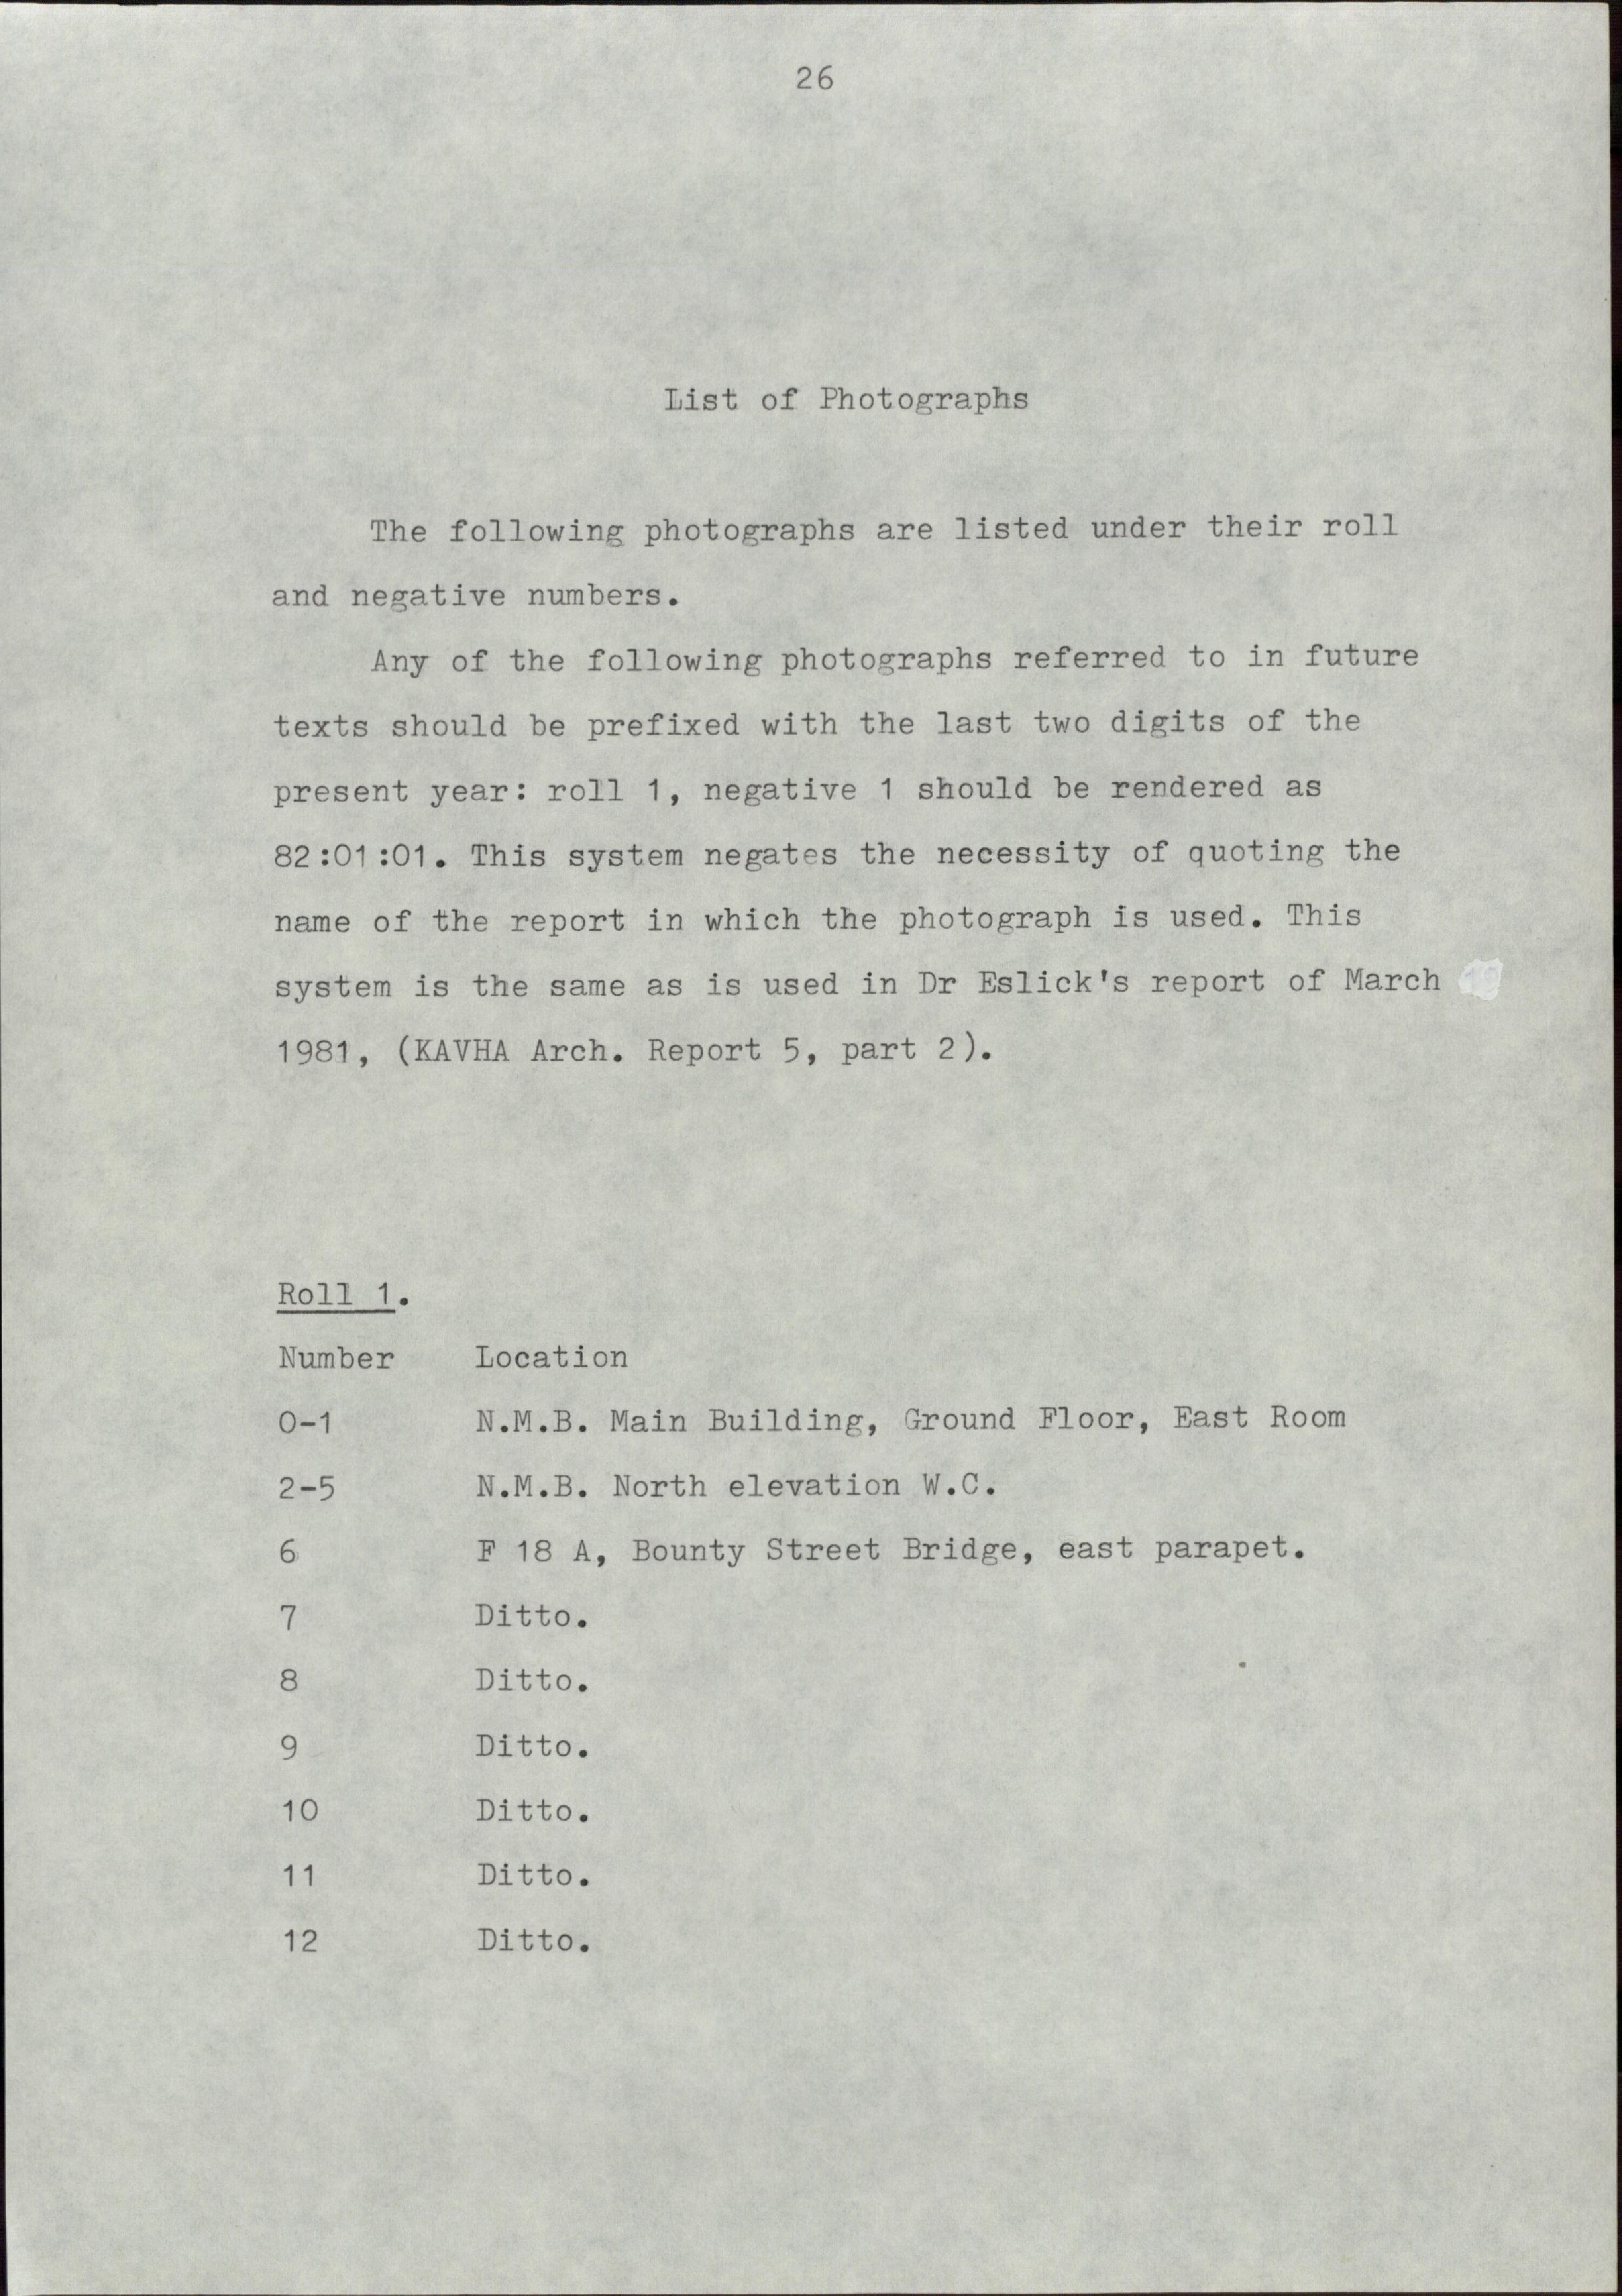 26
List of Photographs
The following photographs are listed under their roll
and negative numbers.
Any of the following photographs referred to in future
texts should be prefixed with the last two digits of the
present year: roll 1, negative 1 should be rendered as
82:01:01. This system negates the necessity of quoting the
name of the report in which the photograph is used. This
system is the same as is used in Dr Eslick's report of March
1981, (KAVHA Arch. Report 5, part 2).
Roll 1.
Number Location
0-1 N.M.B. Main Building, Ground Floor, East Room
2-5 N.M.B. North elevation W.C.
6 F 18 A, Bounty Street Bridge, east parapet.
7 Ditto.
8 Ditto.
9 Ditto.
10 Ditto.
11 Ditto.
12 Ditto.